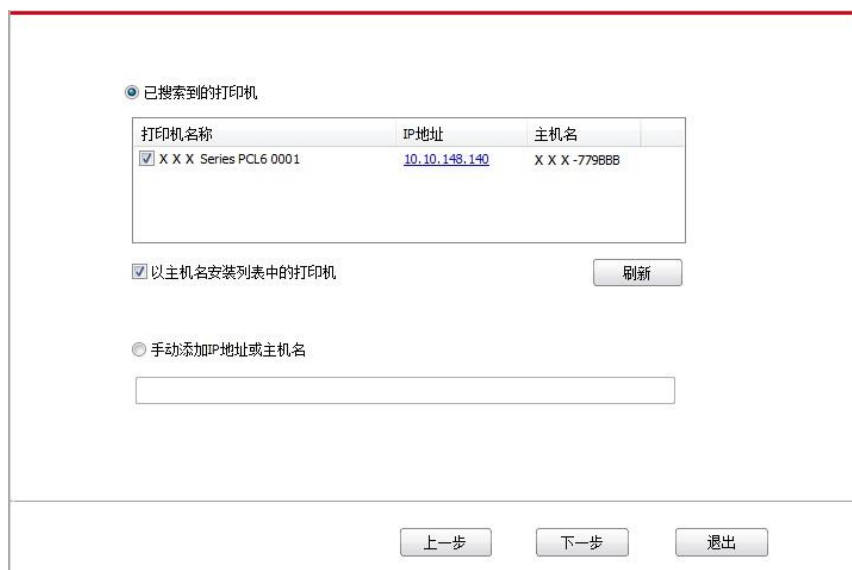 已搜索到的打印机
打印机名称 IP地址 主机名
X X X Series PCL6 0001 10.10.148.140 X X X -779BBB
以主机名安装列表中的打印机 刷新
手动添加IP地址或主机名
上一步 下一步 退出